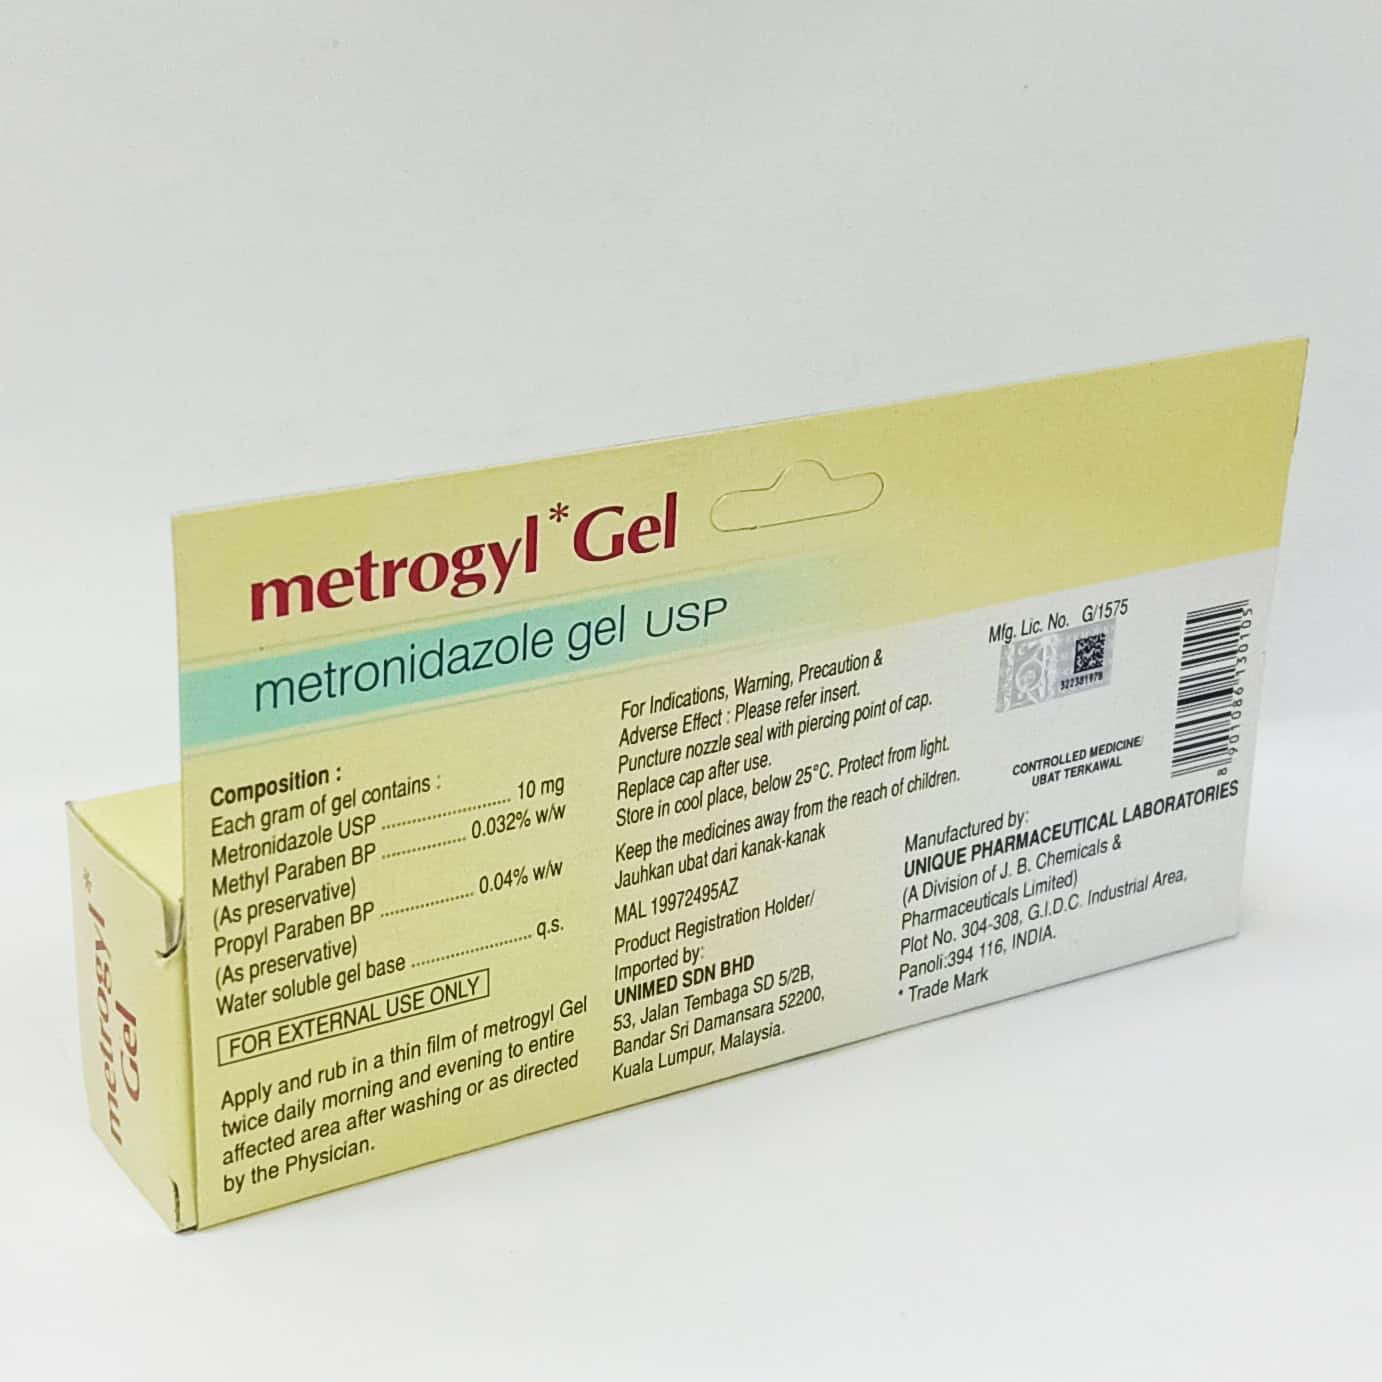 metrogyl* Gel
metronidazole gel USP
Composition :
Each gram of gel contains :
Metronidazole USP .......................... 10 mg
Methyl Paraben BP ................. 0.032% w/w
(As preservative)
Propyl Paraben BP ................... 0.04% w/w
(As preservative)
Water soluble gel base ........................ q.s.
FOR EXTERNAL USE ONLY
Apply and rub in a thin film of metrogyl Gel
twice daily morning and evening to entire
affected area after washing or as directed
by the Physician.
For Indications, Warning, Precaution &
Adverse Effect : Please refer insert.
Puncture nozzle seal with piercing point of cap.
Replace cap after use.
Store in cool place, below 25°C. Protect from light.
Keep the medicines away from the reach of children.
Jauhkan ubat dari kanak-kanak
MAL 19972495AZ
Product Registration Holder/
Imported by:
UNIMED SDN BHD
53, Jalan Tembaga SD 5/2B,
Bandar Sri Damansara 52200,
Kuala Lumpur, Malaysia.
Mfg. Lic. No. G/1575
322381978
CONTROLLED MEDICINE/
UBAT TERKAWAL
Manufactured by:
UNIQUE PHARMACEUTICAL LABORATORIES
(A Division of J. B. Chemicals &
Pharmaceuticals Limited)
Plot No. 304-308, G.I.D.C. Industrial Area,
Panoli:394 116, INDIA.
* Trade Mark
8 901086 130105
metrogyl*
Gel